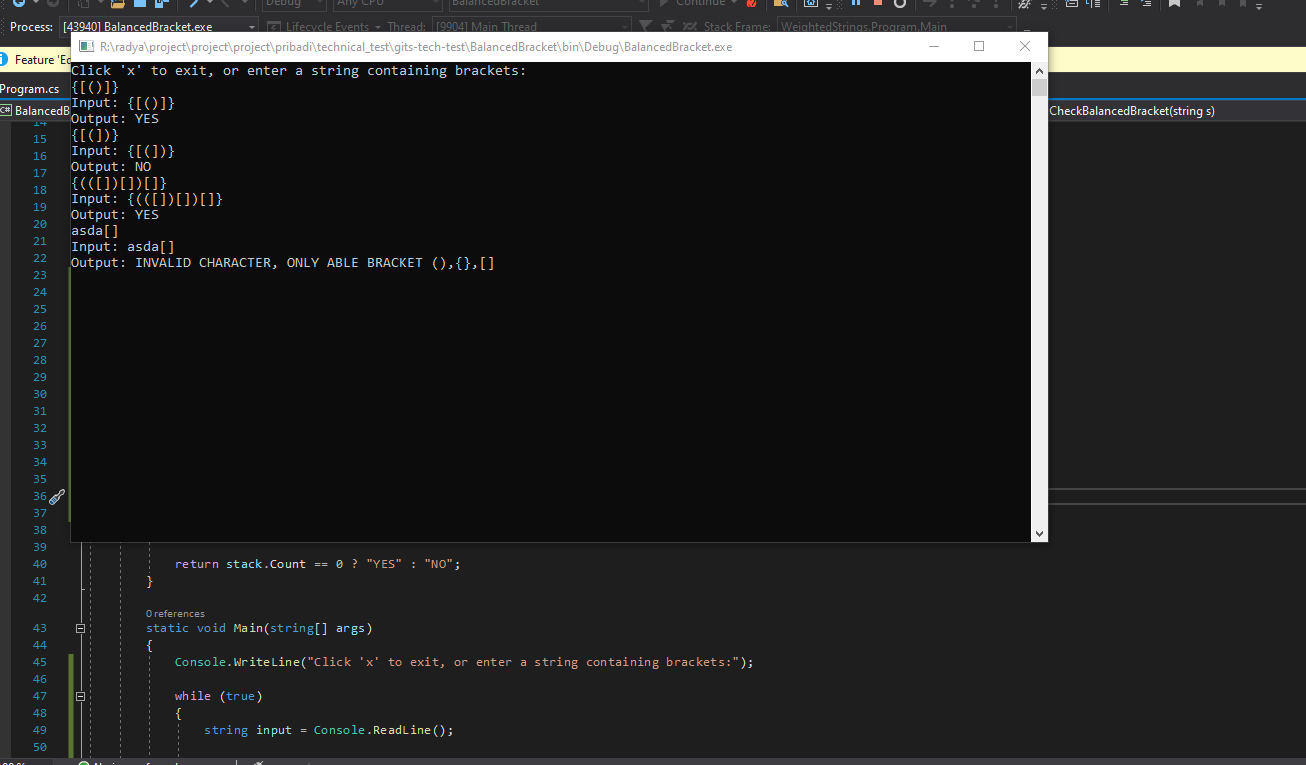 Debug Any CPU BalancedBracket Continue
Process: [43940] BalancedBracket.exe Lifecycle Events Thread: [9904] Main Thread Stack Frame: WeightedStrings.Program.Main
R:\radya\project\project\project\pribadi\technical_test\gits-tech-test\BalancedBracket\bin\Debug\BalancedBracket.exe
Feature 'Ed
Program.cs
BalancedB
CheckBalancedBracket(string s)
Click 'x' to exit, or enter a string containing brackets:
{[()]}
Input: {[()]}
Output: YES
{[(])}
Input: {[(])}
Output: NO
{(([])[])[]}
Input: {(([])[])[]}
Output: YES
asda[]
Input: asda[]
Output: INVALID CHARACTER, ONLY ABLE BRACKET (),{},[]
14
15
16
17
18
19
20
21
22
23
24
25
26
27
28
29
30
31
32
33
34
35
36
37
38
39
40 return stack.Count == 0 ? "YES" : "NO";
41 }
42
0 references
43 static void Main(string[] args)
44 {
45 Console.WriteLine("Click 'x' to exit, or enter a string containing brackets:");
46
47 while (true)
48 {
49 string input = Console.ReadLine();
50